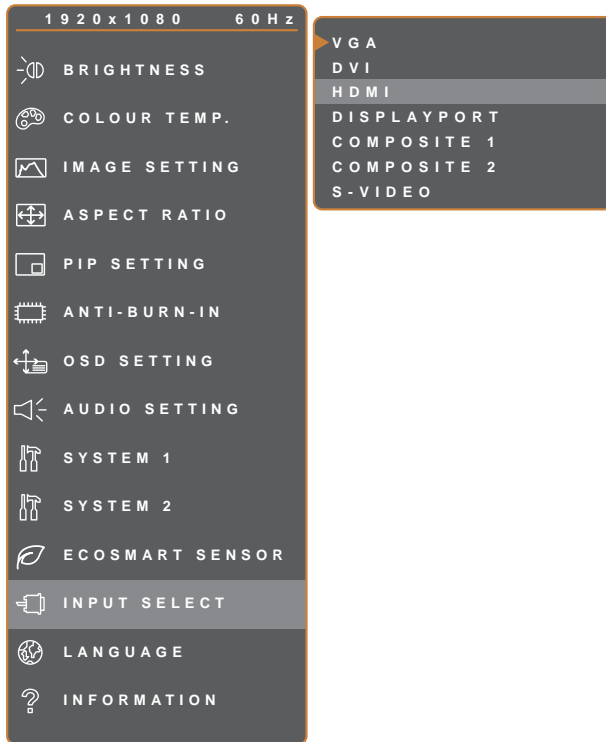 1920x1080 60Hz
BRIGHTNESS
COLOUR TEMP.
IMAGE SETTING
ASPECT RATIO
PIP SETTING
ANTI-BURN-IN
OSD SETTING
AUDIO SETTING
SYSTEM 1
SYSTEM 2
ECOSMART SENSOR
INPUT SELECT
LANGUAGE
INFORMATION
VGA
DVI
HDMI
DISPLAYPORT
COMPOSITE 1
COMPOSITE 2
S-VIDEO